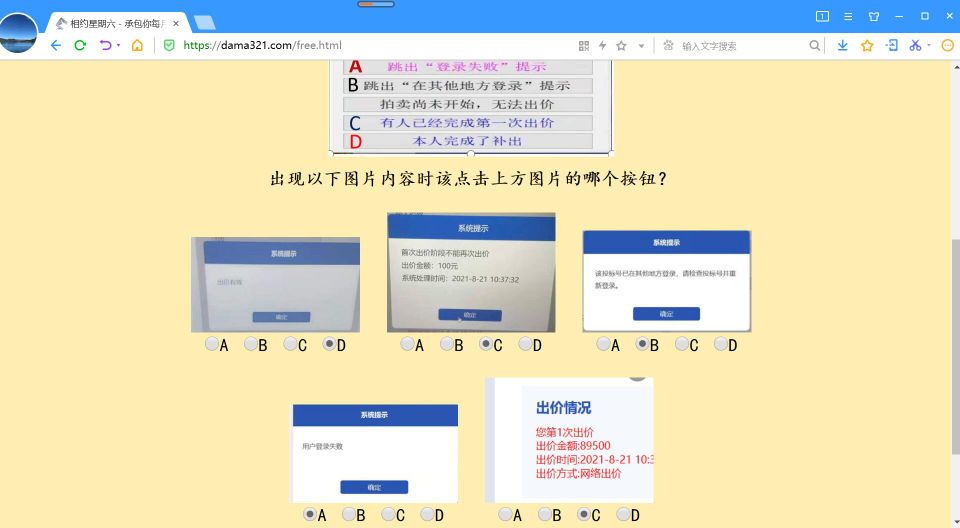 相约星期六 - 承包你每月
https://dama321.com/free.html
输入文字搜索
A 跳出“登录失败”提示
B 跳出“在其他地方登录”提示
拍卖尚未开始，无法出价
C 有人已经完成第一次出价
D 本人完成了补出
出现以下图片内容时该点击上方图片的哪个按钮？
系统提示
出价有效
确定
A B C D
系统提示
首次出价阶段不能再次出价
出价金额：100元
系统处理时间：2021-8-21 10:37:32
确定
A B C D
系统提示
该投标号已在其他地方登录，请检查投标号并重
新登录。
确定
A B C D
系统提示
用户登录失败
确定
A B C D
出价情况
您第1次出价
出价金额:89500
出价时间:2021-8-21 10:3
出价方式:网络出价
A B C D